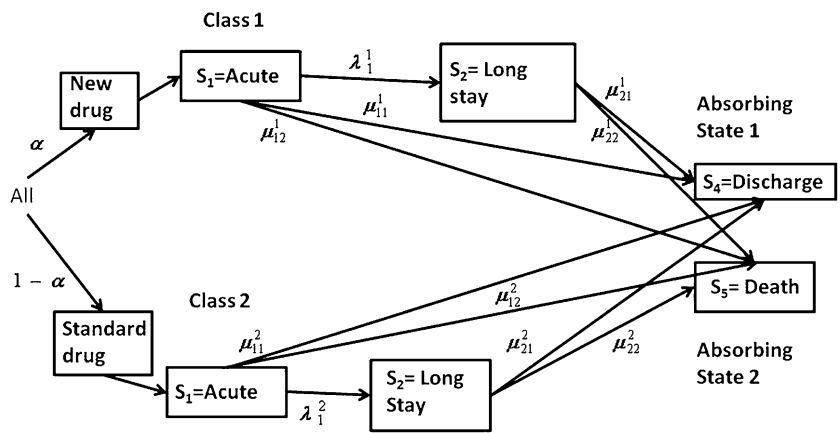 Class 1
New
drug
S₁=Acute
λ₁¹
S₂= Long
stay
μ₁₁¹
μ₁₂¹
μ₂₁¹
μ₂₂¹
Absorbing
State 1
α
All
S₄=Discharge
1 - α
Class 2
S₅= Death
Standard
drug
μ₁₁²
μ₁₂²
μ₂₁²
μ₂₂²
Absorbing
State 2
S₁=Acute
λ₁²
S₂= Long
Stay